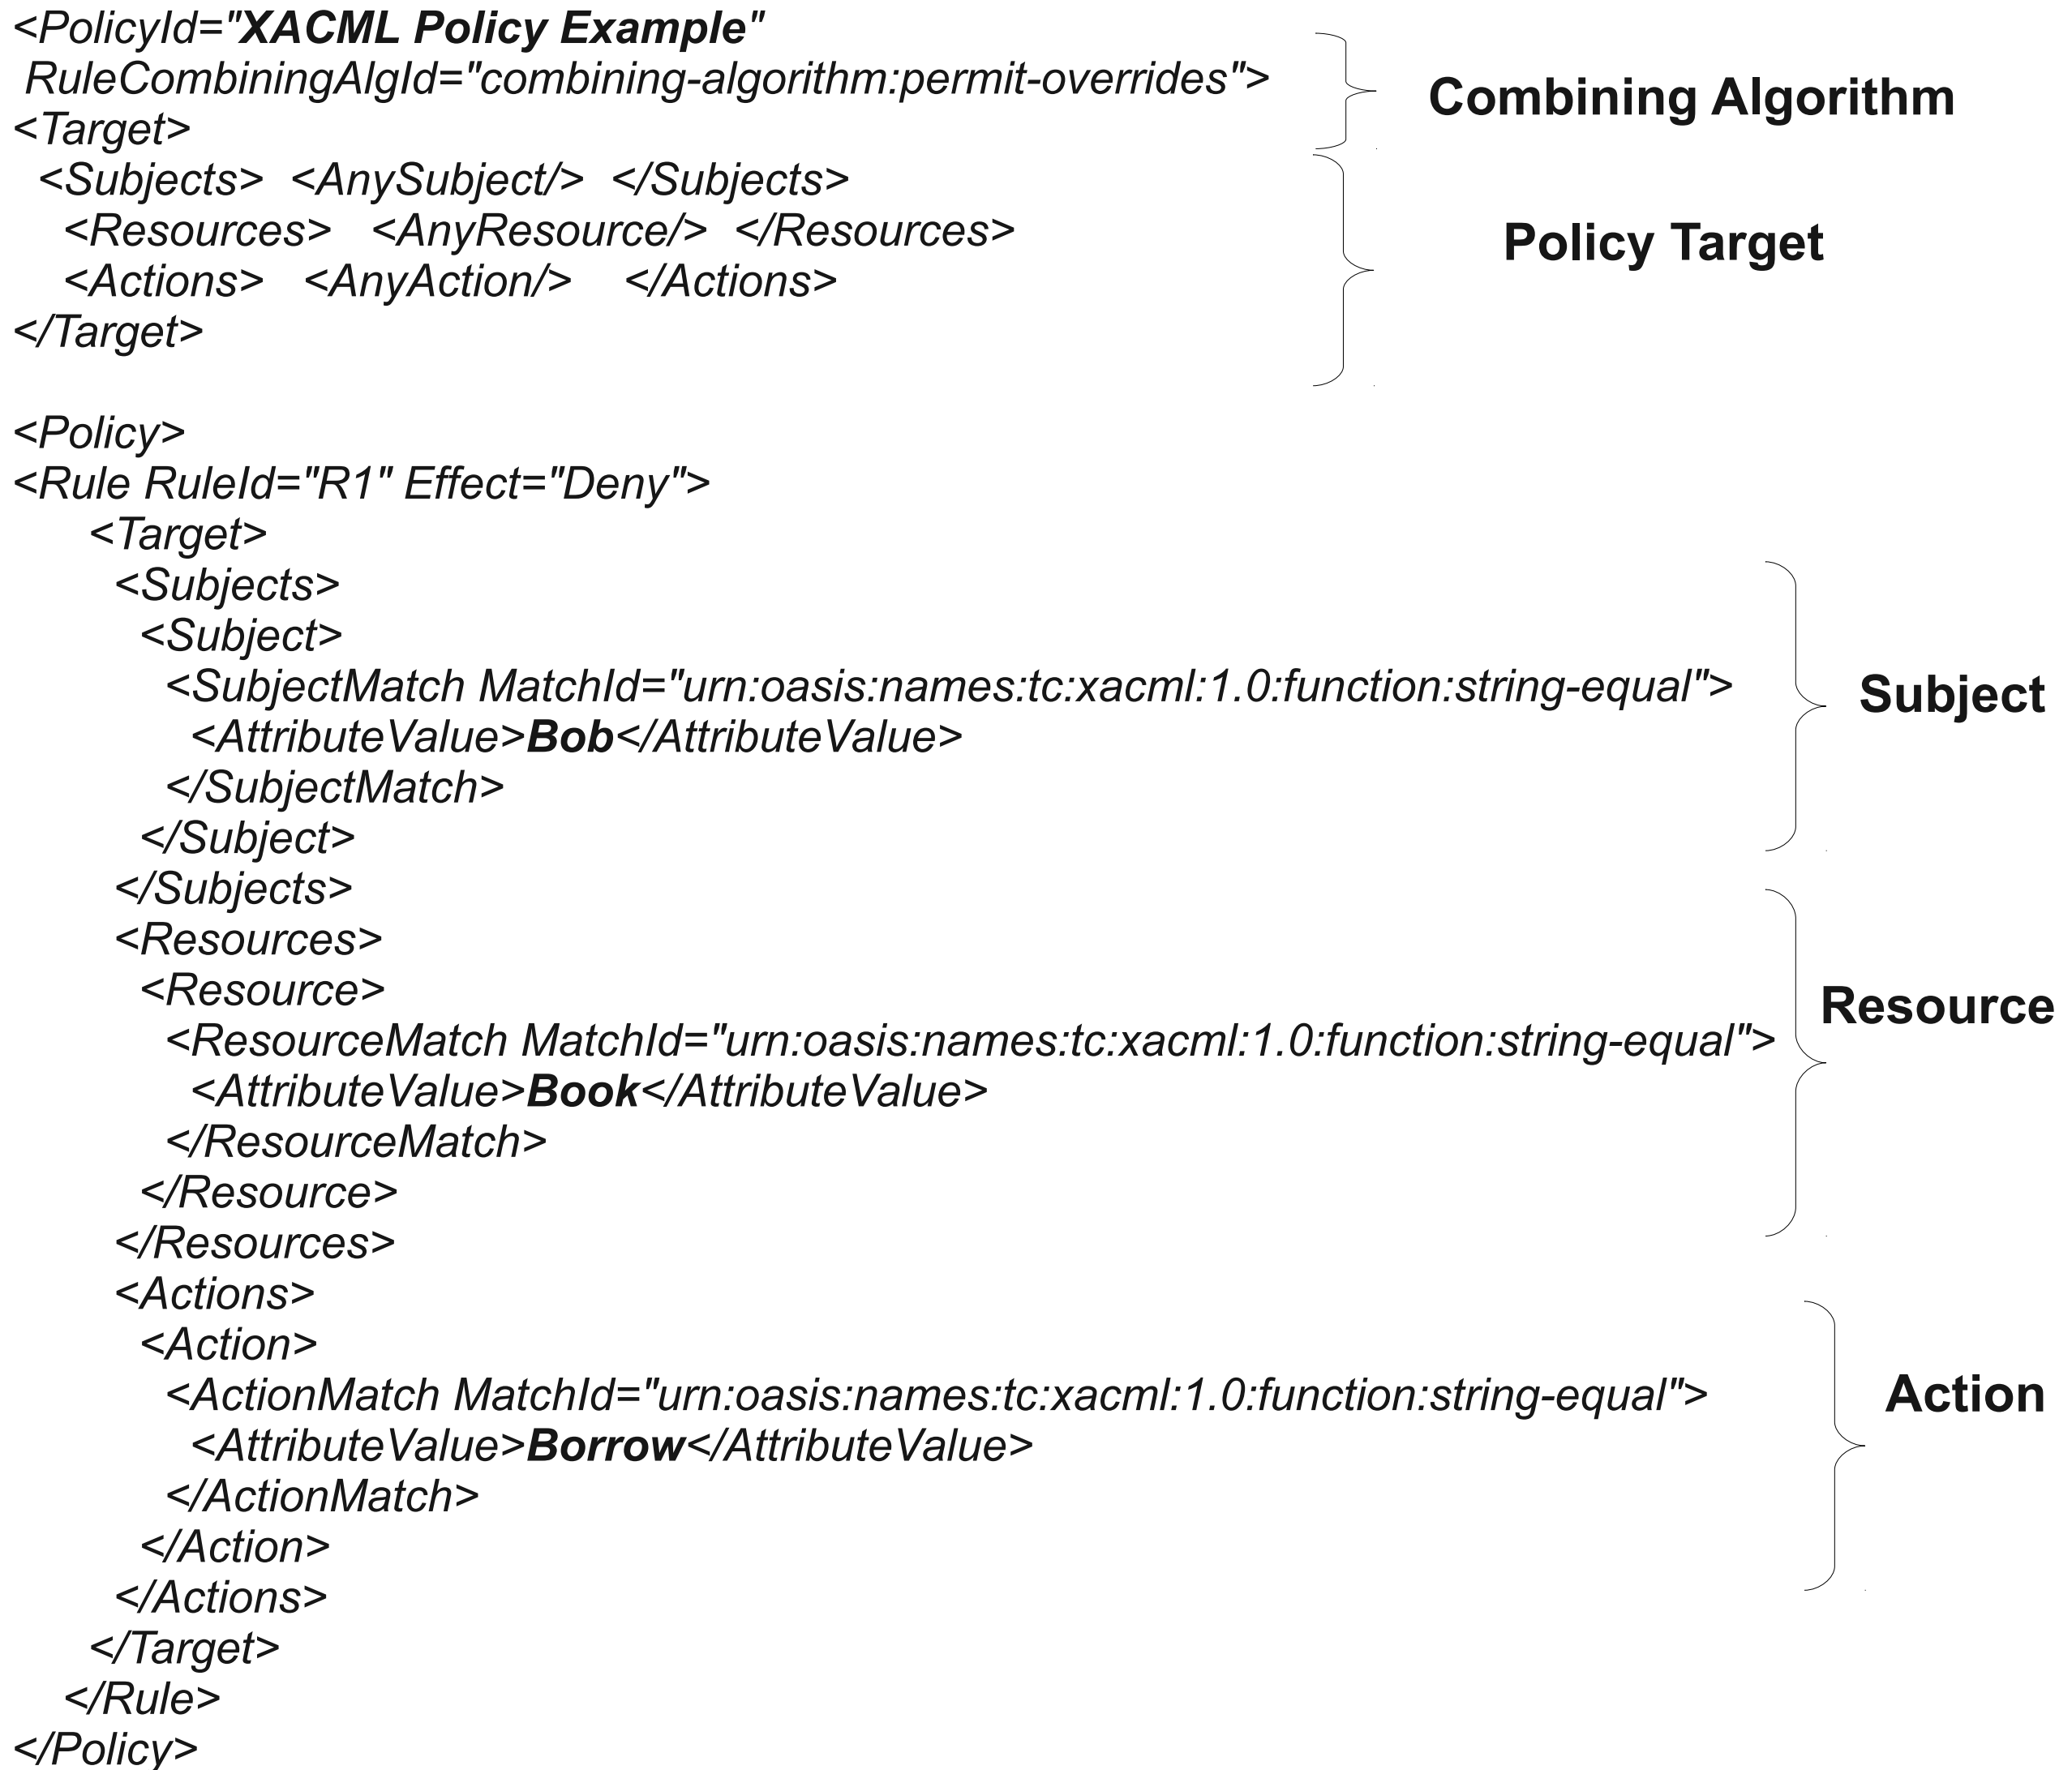 <PolicyId="XACML Policy Example"
RuleCombiningAlgId="combining-algorithm:permit-overrides">
Combining Algorithm
<Target>
<Subjects> <AnySubject/> </Subjects>
<Resources> <AnyResource/> </Resources>
Policy Target
<Actions> <AnyAction/> </Actions>
</Target>
<Policy>
<Rule RuleId="R1" Effect="Deny">
<Target>
<Subjects>
<Subject>
<SubjectMatch MatchId="urn:oasis:names:tc:xacml:1.0:function:string-equal">
Subject
<AttributeValue>Bob</AttributeValue>
</SubjectMatch>
</Subject>
</Subjects>
<Resources>
<Resource>
Resource
<ResourceMatch MatchId="urn:oasis:names:tc:xacml:1.0:function:string-equal">
<AttributeValue>Book</AttributeValue>
</ResourceMatch>
</Resource>
</Resources>
<Actions>
<Action>
<ActionMatch MatchId="urn:oasis:names:tc:xacml:1.0:function:string-equal">
Action
<AttributeValue>Borrow</AttributeValue>
</ActionMatch>
</Action>
</Actions>
</Target>
</Rule>
</Policy>